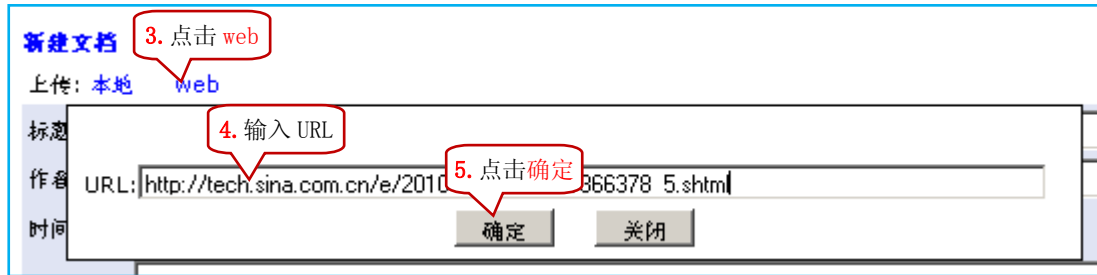 新建文档
3. 点击 web
上传: 本地 web
标题
4. 输入 URL
作者
URL: http://tech.sina.com.cn/e/2010
5. 点击确定
366378_5.shtml
时间
确定 关闭